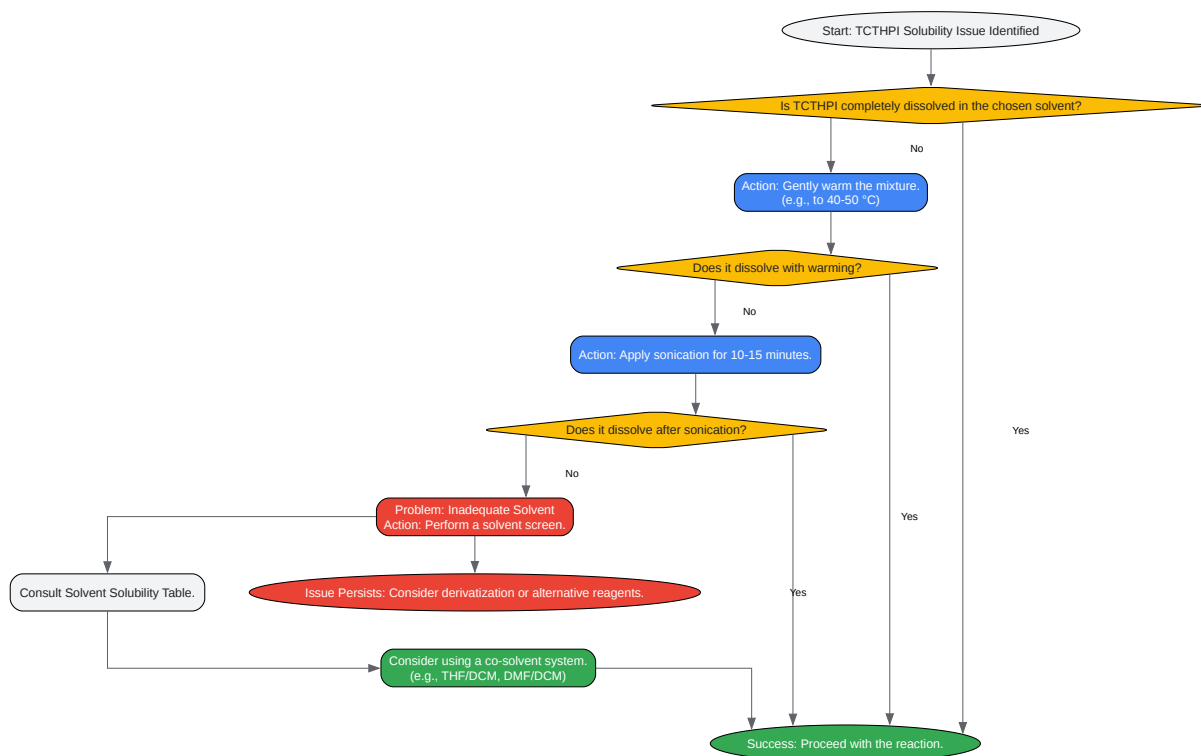 Start: TCTHPI Solubility Issue Identified
Is TCTHPI completely dissolved in the chosen solvent?
No
Action: Gently warm the mixture.
(e.g., to 40-50 °C)
Does it dissolve with warming?
No
Action: Apply sonication for 10-15 minutes.
Does it dissolve after sonication?
Yes
No
Problem: Inadequate Solvent
Action: Perform a solvent screen.
Yes
Consult Solvent Solubility Table.
Issue Persists: Consider derivatization or alternative reagents.
Yes
Consider using a co-solvent system.
(e.g., THF/DCM, DMF/DCM)
Success: Proceed with the reaction.